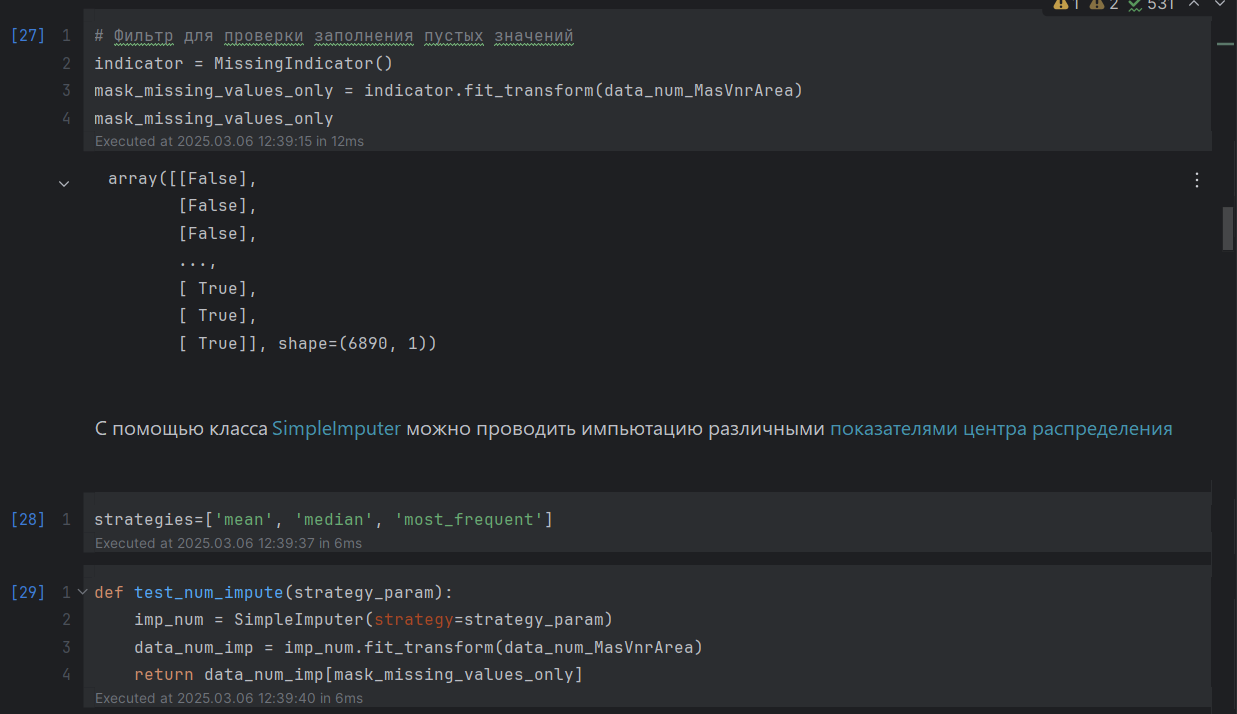 1 2 531
[27] 1 # Фильтр для проверки заполнения пустых значений
2 indicator = MissingIndicator()
3 mask_missing_values_only = indicator.fit_transform(data_num_MasVnrArea)
4 mask_missing_values_only
Executed at 2025.03.06 12:39:15 in 12ms
array([[False],
[False],
[False],
...,
[ True],
[ True],
[ True]], shape=(6890, 1))
С помощью класса SimpleImputer можно проводить импьютацию различными показателями центра распределения
[28] 1 strategies=['mean', 'median', 'most_frequent']
Executed at 2025.03.06 12:39:37 in 6ms
[29] 1 def test_num_impute(strategy_param):
2 imp_num = SimpleImputer(strategy=strategy_param)
3 data_num_imp = imp_num.fit_transform(data_num_MasVnrArea)
4 return data_num_imp[mask_missing_values_only]
Executed at 2025.03.06 12:39:40 in 6ms